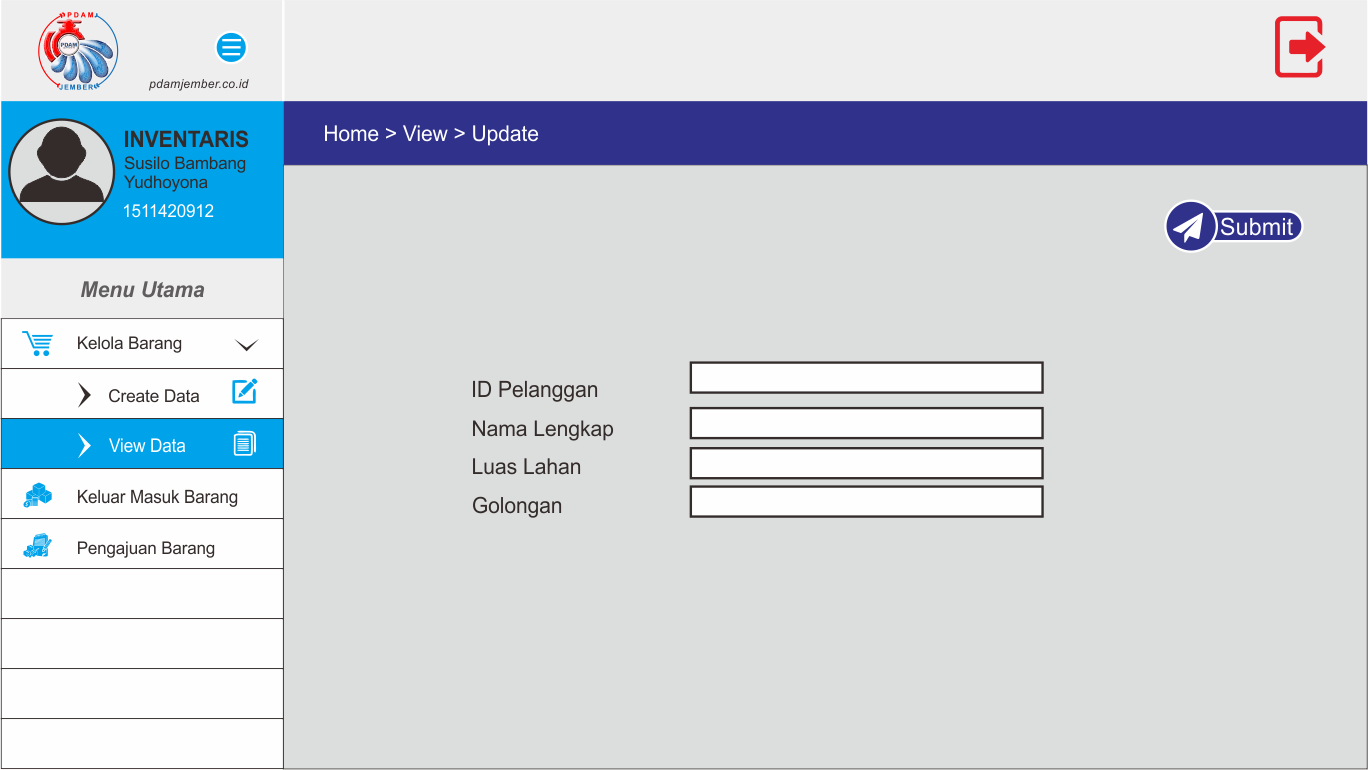 PDAM
PDAM
JEMBER
pdamjember.co.id
INVENTARIS
Susilo Bambang
Yudhoyona
1511420912
Home > View > Update
Submit
Menu Utama
Kelola Barang
Create Data
View Data
Keluar Masuk Barang
Pengajuan Barang
ID Pelanggan
Nama Lengkap
Luas Lahan
Golongan